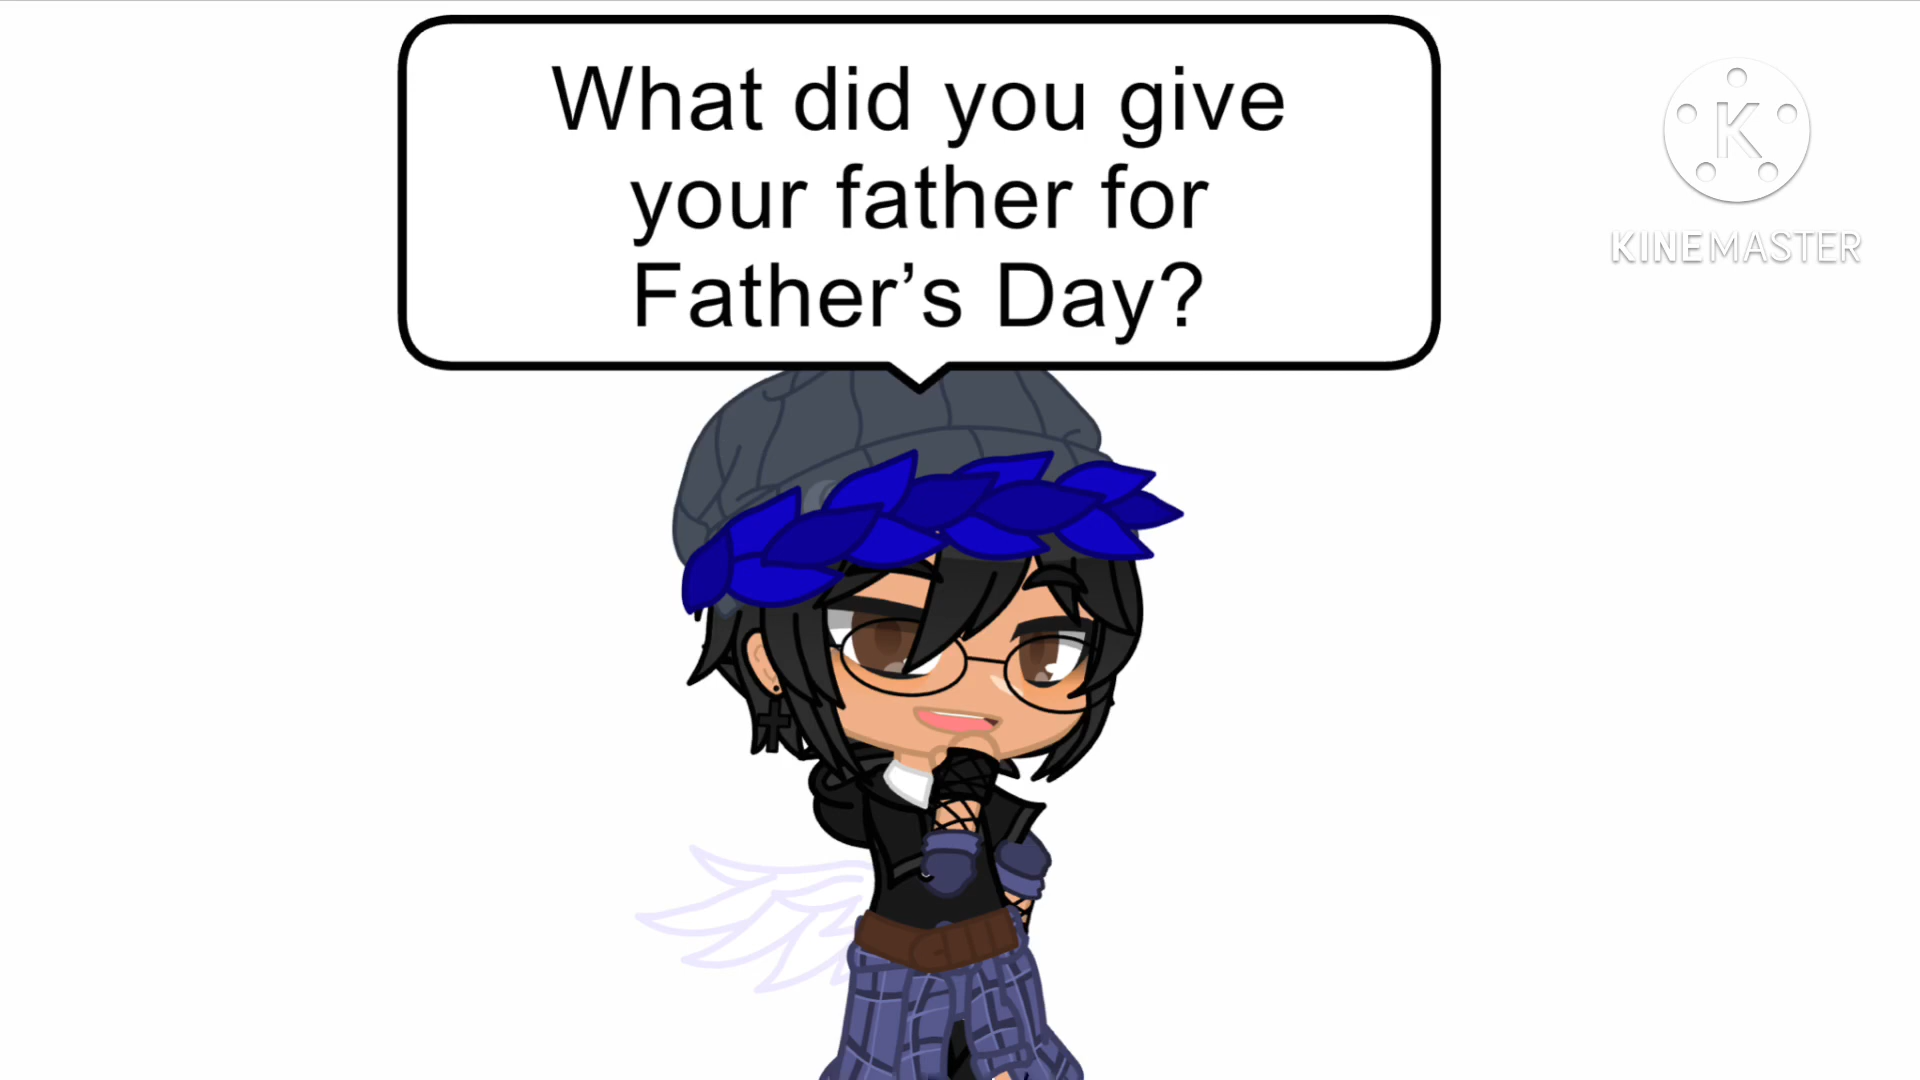 What did you give
your father for
Father’s Day?
K
KINEMASTER